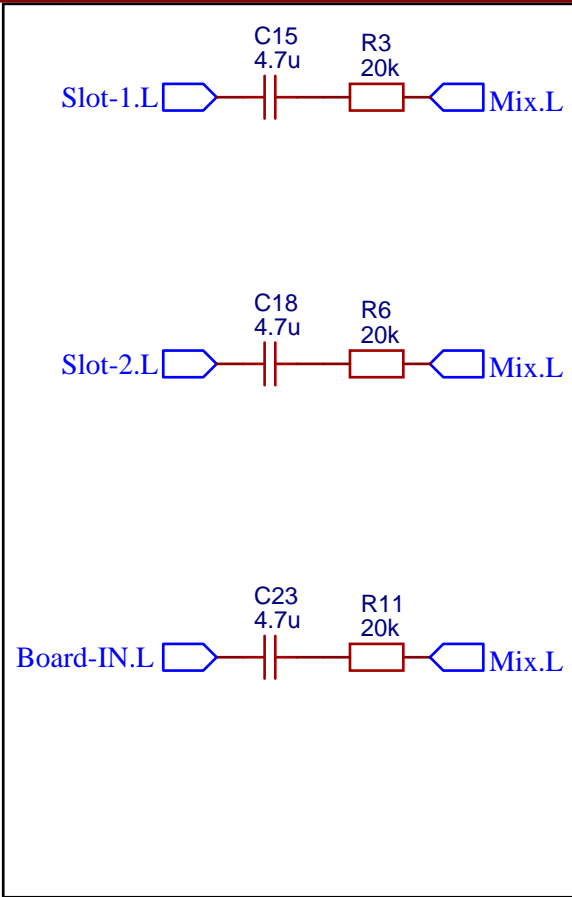 C15
4.7u
R3
20k
Slot-1.L
Mix.L
C18
4.7u
R6
20k
Slot-2.L
Mix.L
C23
4.7u
R11
20k
Board-IN.L
Mix.L